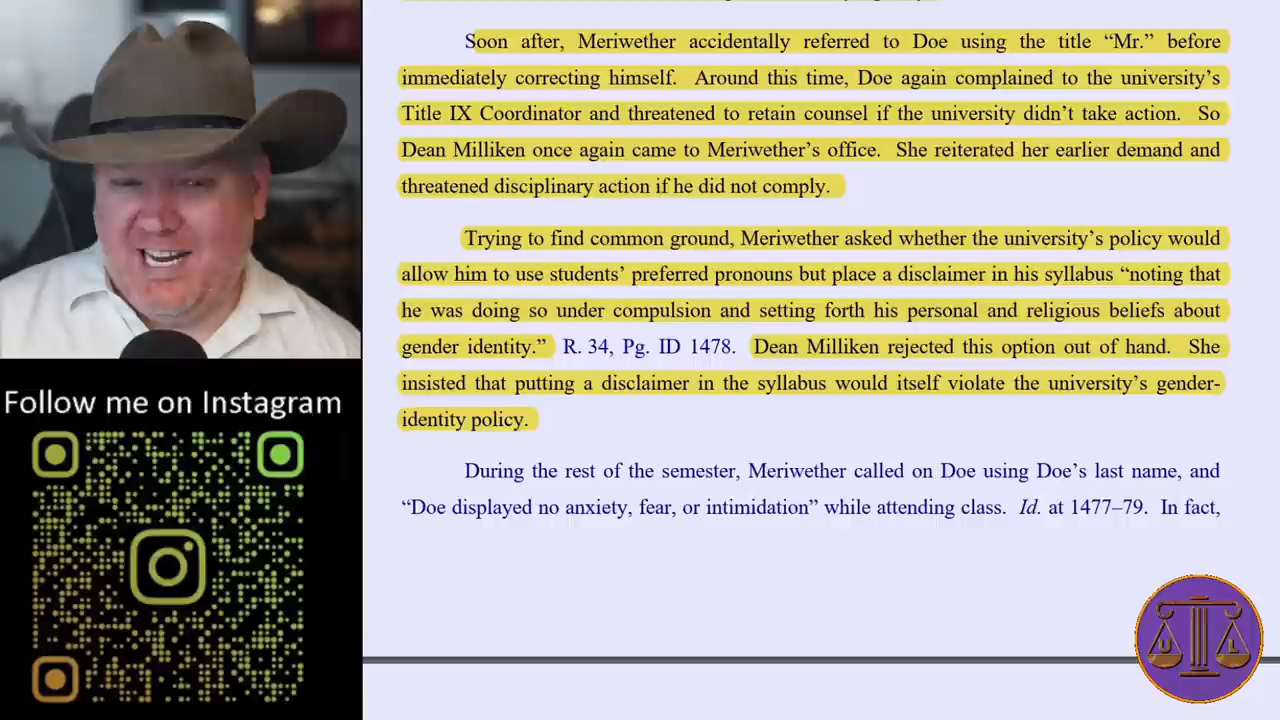 Soon after, Meriwether accidentally referred to Doe using the title “Mr.” before
immediately correcting himself. Around this time, Doe again complained to the university’s
Title IX Coordinator and threatened to retain counsel if the university didn’t take action. So
Dean Milliken once again came to Meriwether’s office. She reiterated her earlier demand and
threatened disciplinary action if he did not comply.
Trying to find common ground, Meriwether asked whether the university’s policy would
allow him to use students’ preferred pronouns but place a disclaimer in his syllabus “noting that
he was doing so under compulsion and setting forth his personal and religious beliefs about
gender identity.” R. 34, Pg. ID 1478. Dean Milliken rejected this option out of hand. She
insisted that putting a disclaimer in the syllabus would itself violate the university’s gender-
identity policy.
During the rest of the semester, Meriwether called on Doe using Doe’s last name, and
“Doe displayed no anxiety, fear, or intimidation” while attending class. Id. at 1477–79. In fact,
Follow me on Instagram
U L